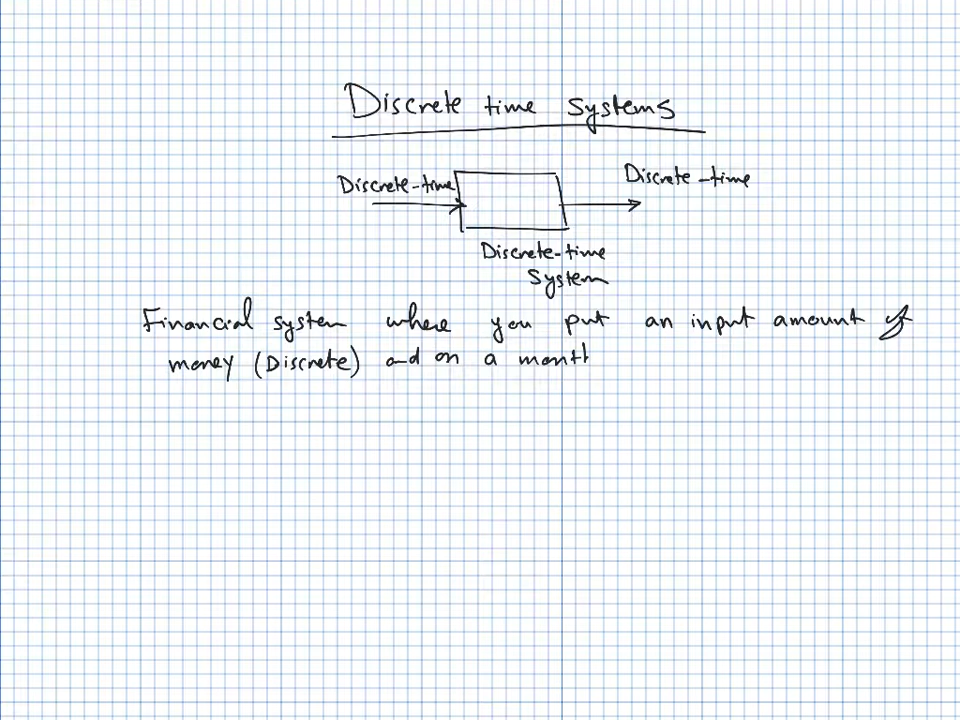 Discrete time systems
Discrete-time
Discrete-time
Discrete-time
System
Financial system where you put an input amount of
money (Discrete) and on a month